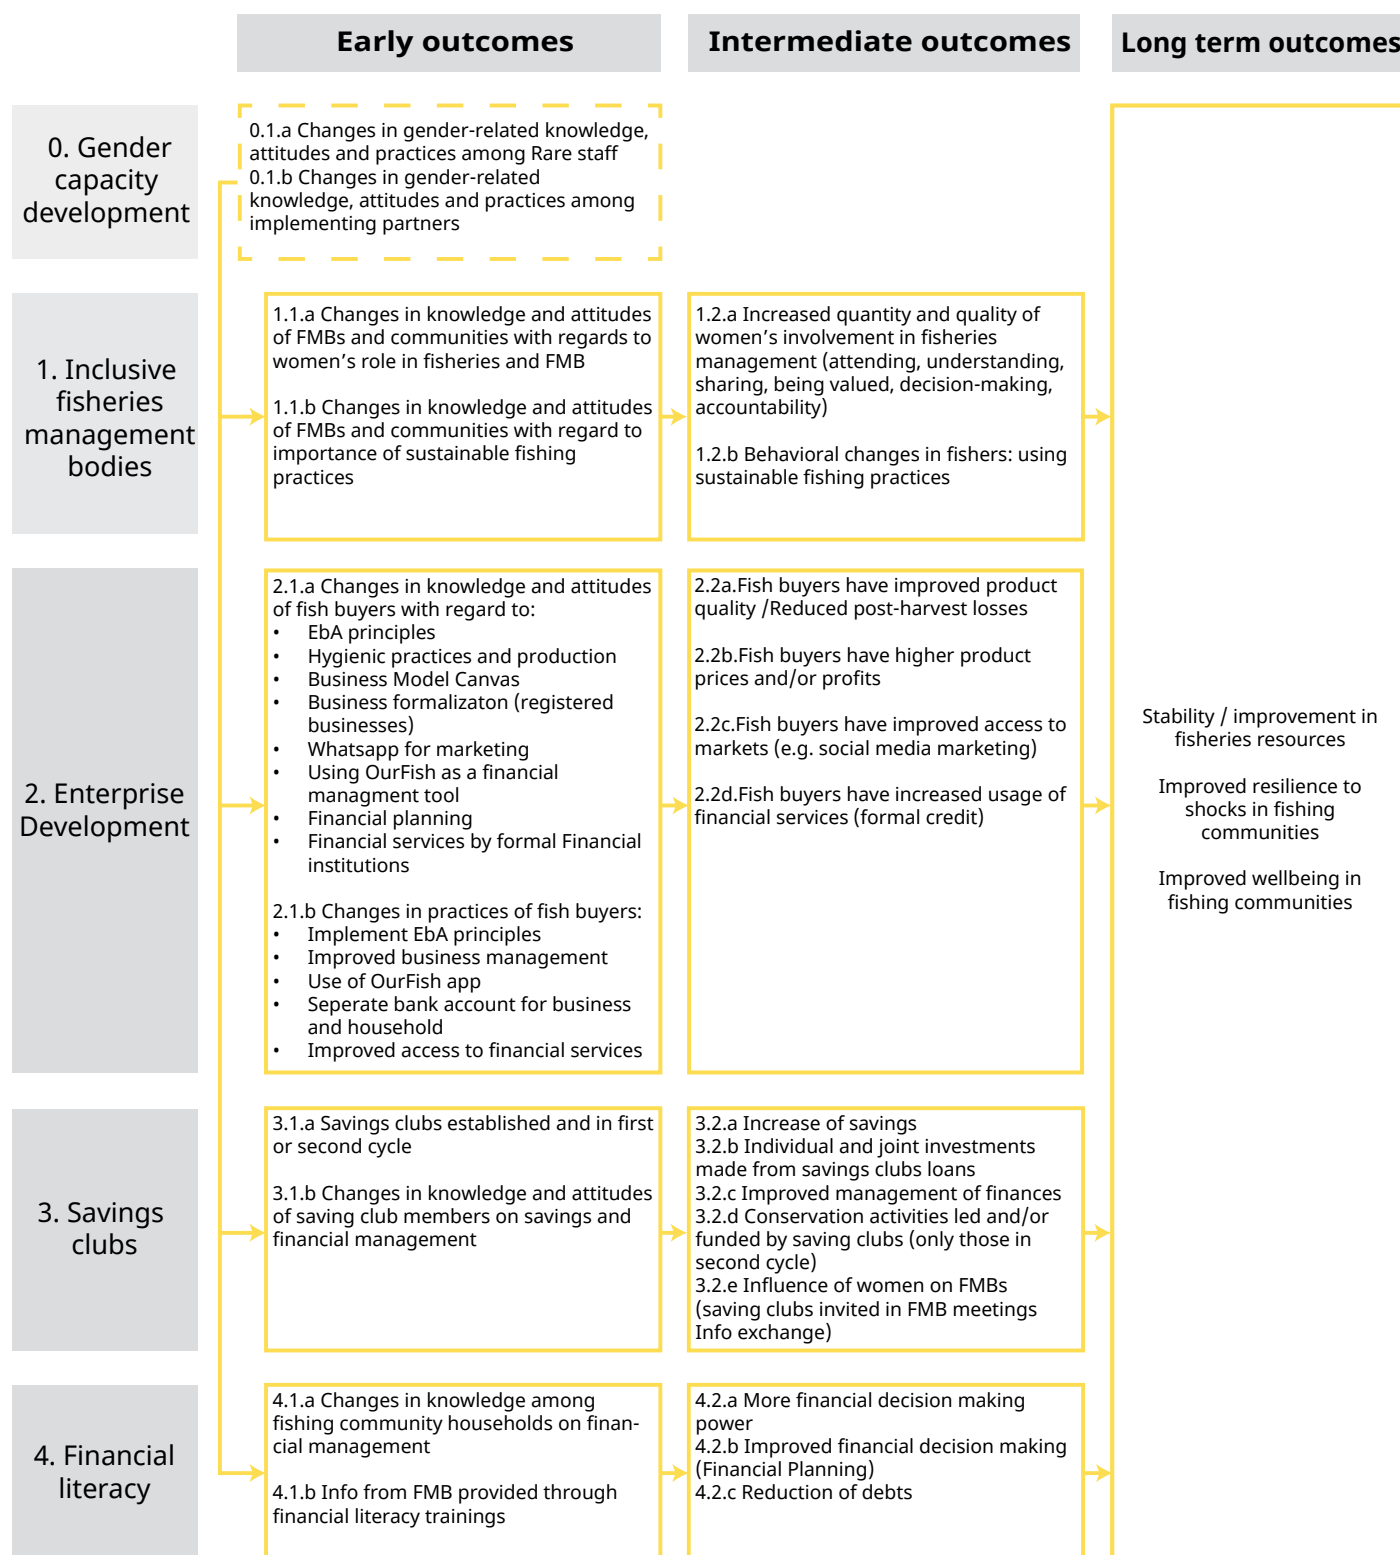 Early outcomes
Intermediate outcomes
Long term outcomes
0. Gender
capacity
development
0.1.a Changes in gender-related knowledge,
attitudes and practices among Rare staff
0.1.b Changes in gender-related
knowledge, attitudes and practices among
implementing partners
1. Inclusive
fisheries
management
bodies
1.1.a Changes in knowledge and attitudes
of FMBs and communities with regards to
women’s role in fisheries and FMB
1.1.b Changes in knowledge and attitudes
of FMBs and communities with regard to
importance of sustainable fishing
practices
1.2.a Increased quantity and quality of
women’s involvement in fisheries
management (attending, understanding,
sharing, being valued, decision-making,
accountability)
1.2.b Behavioral changes in fishers: using
sustainable fishing practices
2. Enterprise
Development
2.1.a Changes in knowledge and attitudes
of fish buyers with regard to:
• EbA principles
• Hygienic practices and production
• Business Model Canvas
• Business formalizaton (registered
businesses)
• Whatsapp for marketing
• Using OurFish as a financial
managment tool
• Financial planning
• Financial services by formal Financial
institutions
2.1.b Changes in practices of fish buyers:
• Implement EbA principles
• Improved business management
• Use of OurFish app
• Seperate bank account for business
and household
• Improved access to financial services
2.2a.Fish buyers have improved product
quality /Reduced post-harvest losses
2.2b.Fish buyers have higher product
prices and/or profits
2.2c.Fish buyers have improved access to
markets (e.g. social media marketing)
2.2d.Fish buyers have increased usage of
financial services (formal credit)
Stability / improvement in
fisheries resources
Improved resilience to
shocks in fishing
communities
Improved wellbeing in
fishing communities
3. Savings
clubs
3.1.a Savings clubs established and in first
or second cycle
3.1.b Changes in knowledge and attitudes
of saving club members on savings and
financial management
3.2.a Increase of savings
3.2.b Individual and joint investments
made from savings clubs loans
3.2.c Improved management of finances
3.2.d Conservation activities led and/or
funded by saving clubs (only those in
second cycle)
3.2.e Influence of women on FMBs
(saving clubs invited in FMB meetings
Info exchange)
4. Financial
literacy
4.1.a Changes in knowledge among
fishing community households on finan-
cial management
4.1.b Info from FMB provided through
financial literacy trainings
4.2.a More financial decision making
power
4.2.b Improved financial decision making
(Financial Planning)
4.2.c Reduction of debts